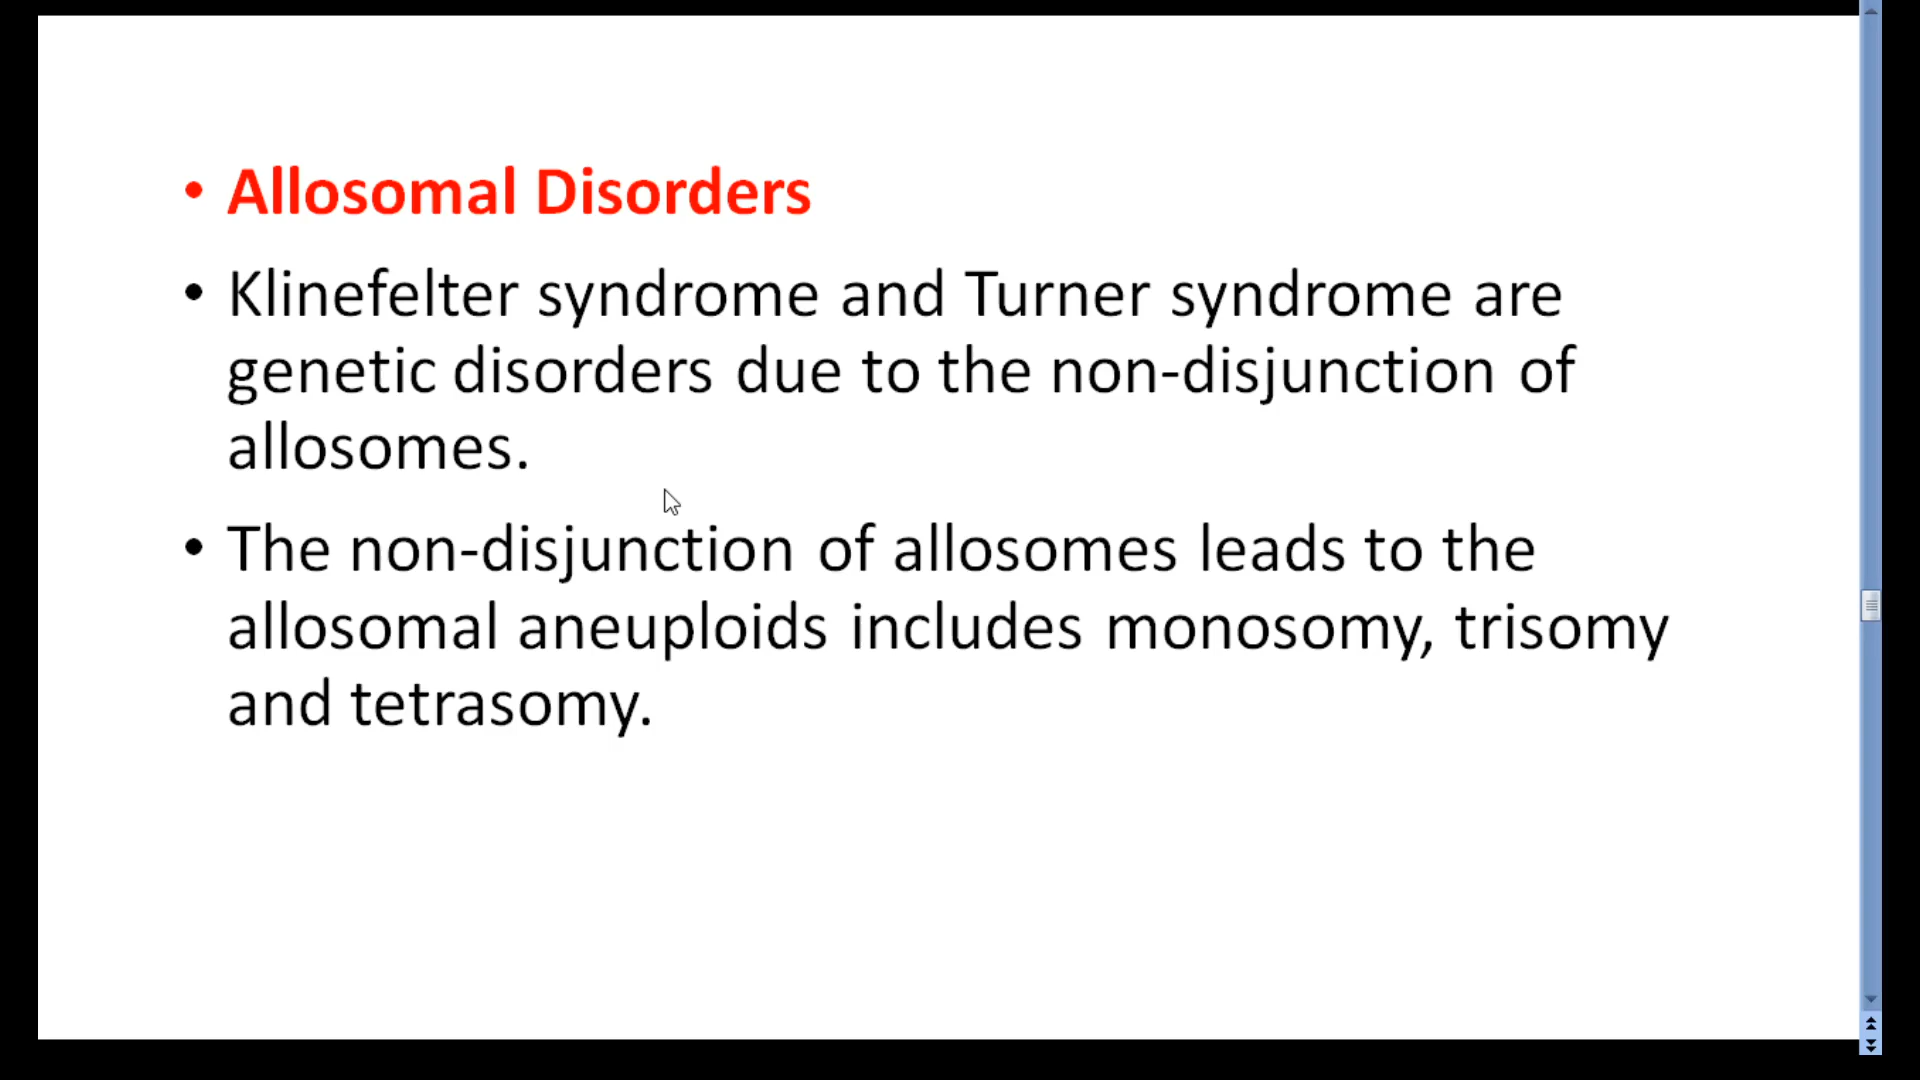 • Allosomal Disorders
• Klinefelter syndrome and Turner syndrome are
genetic disorders due to the non-disjunction of
allosomes.
• The non-disjunction of allosomes leads to the
allosomal aneuploids includes monosomy, trisomy
and tetrasomy.